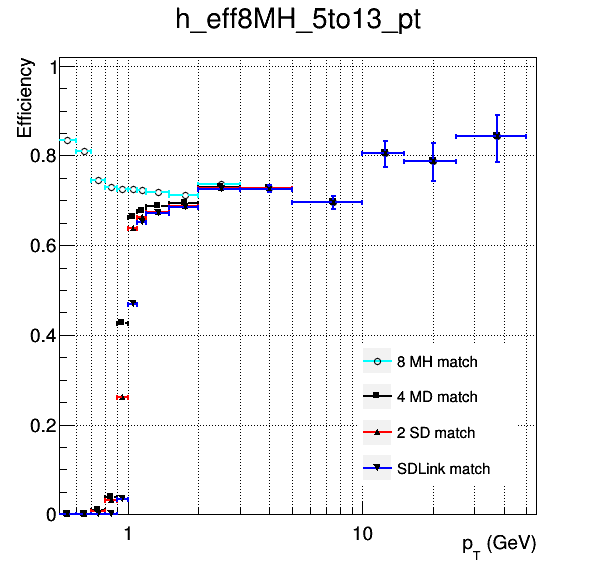 h_eff8MH_5to13_pt
Efficiency
1
0.8
0.6
0.4
0.2
0
8 MH match
4 MD match
2 SD match
SDLink match
1
10
p_T (GeV)